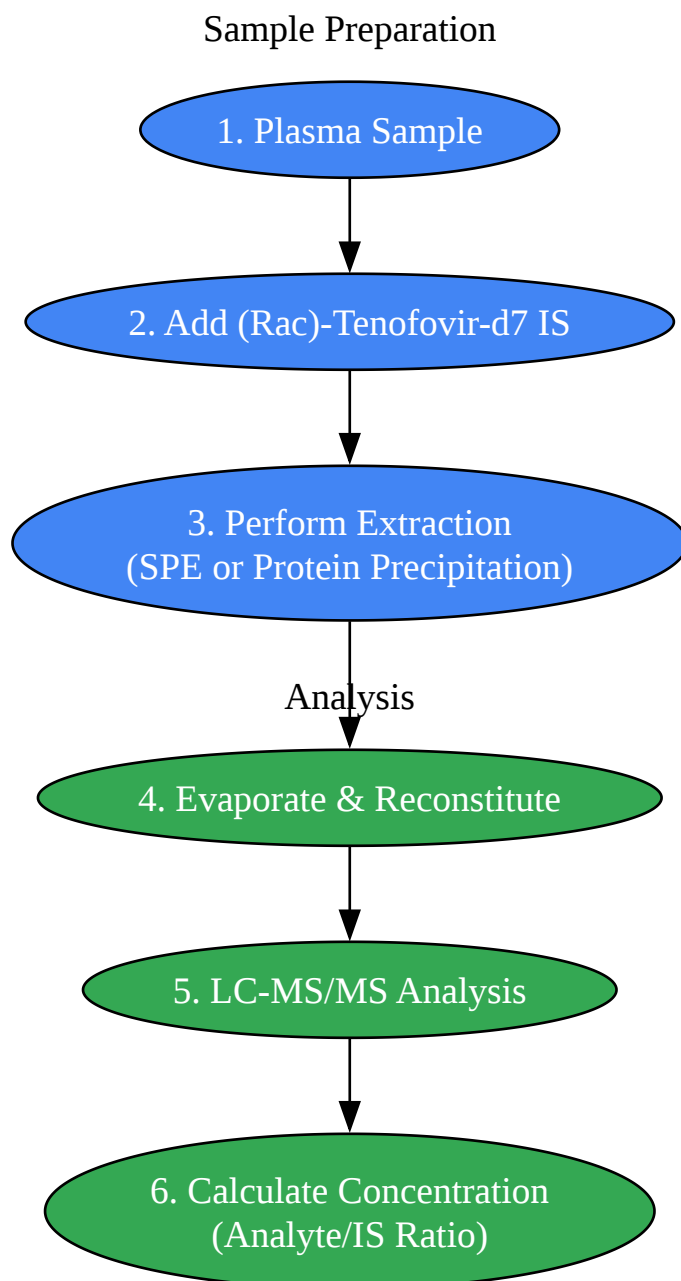 Sample Preparation
1. Plasma Sample
2. Add (Rac)-Tenofovir-d7 IS
3. Perform Extraction
(SPE or Protein Precipitation)
Analysis
4. Evaporate & Reconstitute
5. LC-MS/MS Analysis
6. Calculate Concentration
(Analyte/IS Ratio)